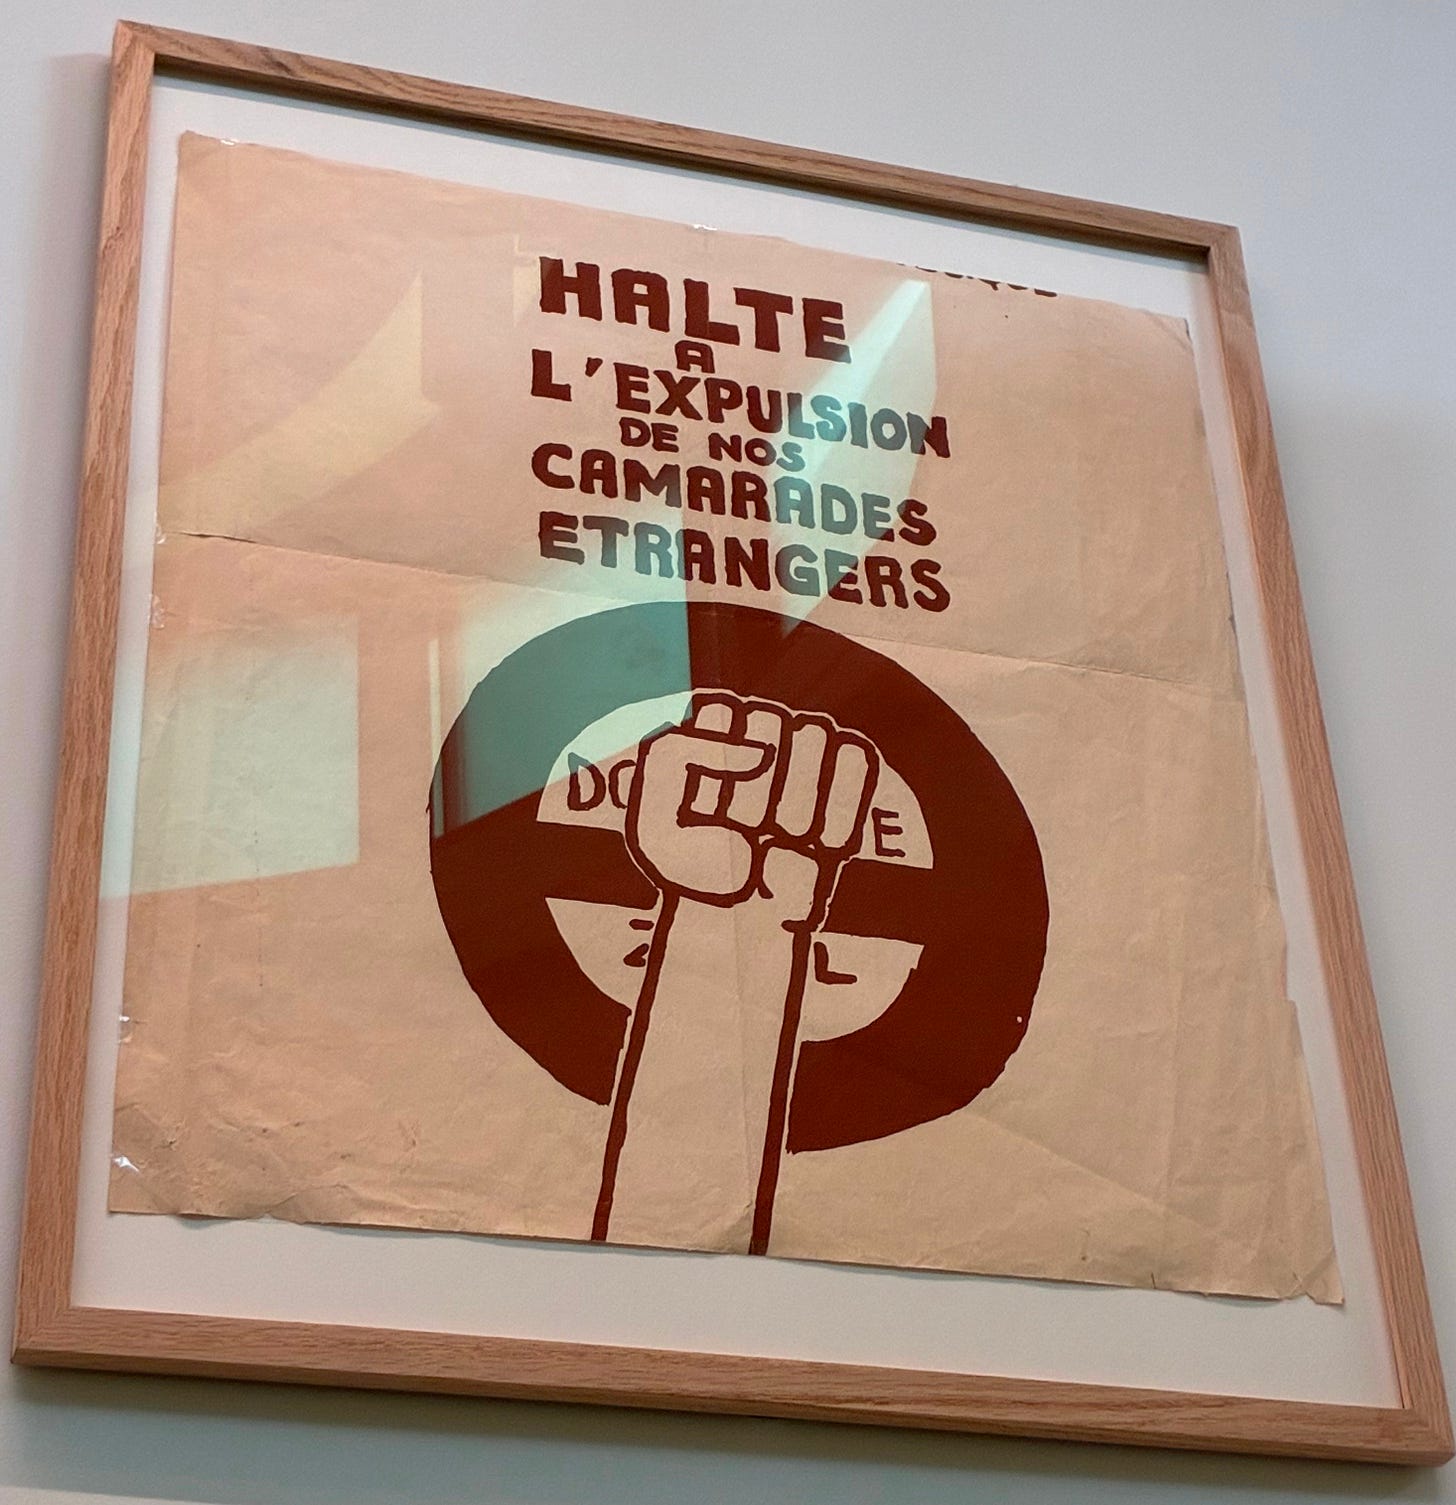 HALTE
A
L'EXPULSION
DE NOS
CAMARADES
ETRANGERS